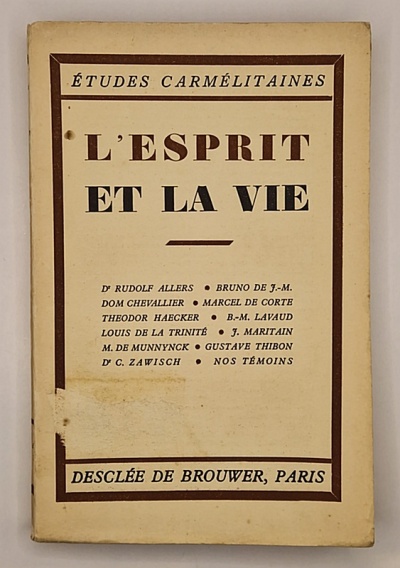 ÉTUDES CARMÉLITAINES
L'ESPRIT
ET LA VIE
Dr RUDOLF ALLERS • BRUNO DE J.-M.
DOM CHEVALLIER • MARCEL DE CORTE
THEODOR HAECKER • B.-M. LAVAUD
LOUIS DE LA TRINITÉ • J. MARITAIN
M. DE MUNNYNCK • GUSTAVE THIBON
Dr C. ZAWISCH • NOS TÉMOINS
DESCLÉE DE BROUWER, PARIS